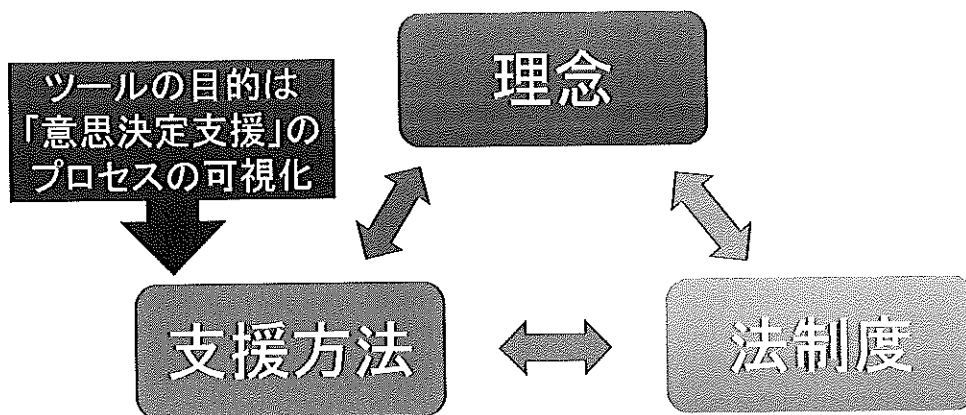 理念
ツールの目的は
「意思決定支援」の
プロセスの可視化
支援方法
法制度